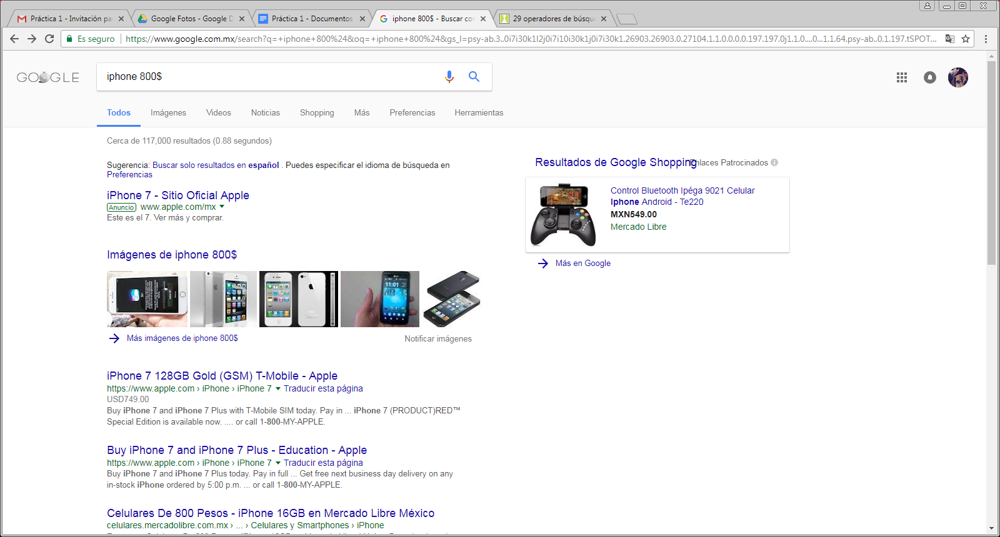 Práctica 1 - Invitación pa
Google Fotos - Google D
Práctica 1 - Documentos
iphone 800$ - Buscar con
29 operadores de búsque
Es seguro
https://www.google.com.mx/search?q=+iphone+800%24&oq=+iphone+800%24&gs_l=psy-ab.3..0i7i30k1l2j0i7i10i30k1j0i7i30k1.26903.26903.0.27104.1.1.0.0.0.0.197.197.0j1.1.0....0...1.1.64.psy-ab..0.1.197.tSPOT...
GOOGLE
iphone 800$
Todos
Imágenes
Videos
Noticias
Shopping
Más
Preferencias
Herramientas
Cerca de 117,000 resultados (0.88 segundos)
Sugerencia: Buscar solo resultados en español . Puedes especificar el idioma de búsqueda en
Preferencias
iPhone 7 - Sitio Oficial Apple
Anuncio www.apple.com/mx
Este es el 7. Ver más y comprar.
Imágenes de iphone 800$
11:01
Más imágenes de iphone 800$
Notificar imágenes
iPhone 7 128GB Gold (GSM) T-Mobile - Apple
https://www.apple.com › iPhone › iPhone 7 Traducir esta página
USD749.00
Buy iPhone 7 and iPhone 7 Plus with T-Mobile SIM today. Pay in ... iPhone 7 (PRODUCT)RED™
Special Edition is available now. .... or call 1-800-MY-APPLE.
Buy iPhone 7 and iPhone 7 Plus - Education - Apple
https://www.apple.com › iPhone › iPhone 7 Traducir esta página
Buy iPhone 7 and iPhone 7 Plus today. Pay in full ... Get free next business day delivery on any
in-stock iPhone ordered by 5:00 p.m. ... or call 1-800-MY-APPLE.
Celulares De 800 Pesos - iPhone 16GB en Mercado Libre México
celulares.mercadolibre.com.mx › ... › Celulares y Smartphones › iPhone
Resultados de Google Shopping
Enlaces Patrocinados
Control Bluetooth Ipéga 9021 Celular
Iphone Android - Te220
MXN549.00
Mercado Libre
Más en Google